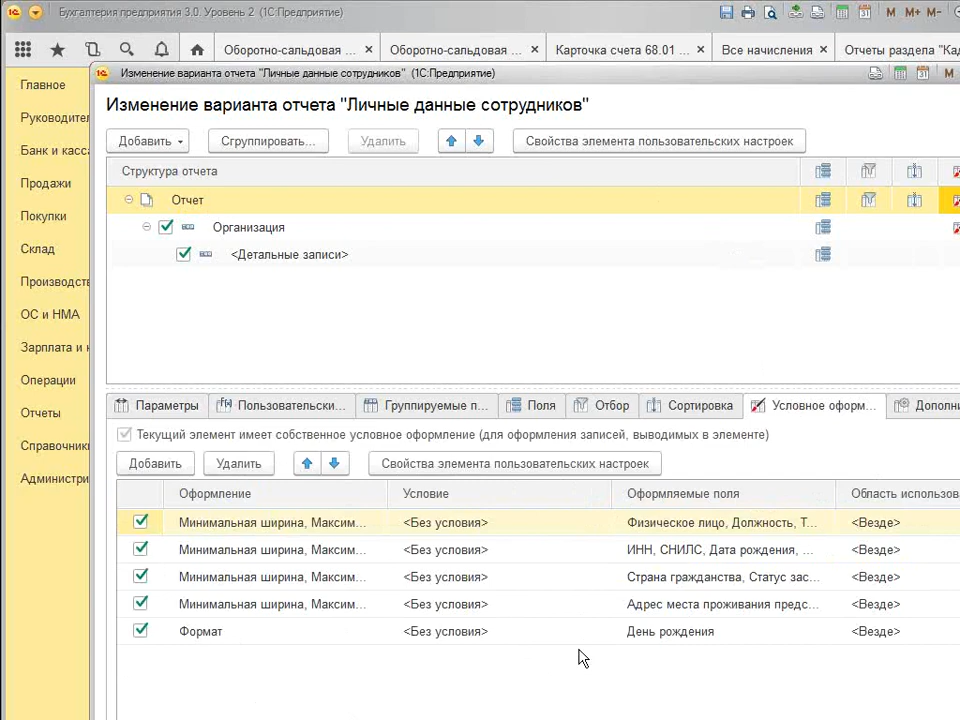 Бухгалтерия предприятия 3.0. Уровень 2 (1С:Предприятие)
M M+ M-
Оборотно-сальдовая ... × Оборотно-сальдовая ... × Карточка счета 68.01 ... × Все начисления × Отчеты раздела "Ка
Главное
Руководител
Банк и касс
Продажи
Покупки
Склад
Производст
ОС и НМА
Зарплата и к
Операции
Отчеты
Справочник
Администри
Изменение варианта отчета "Личные данные сотрудников" (1С:Предприятие)
M
Изменение варианта отчета "Личные данные сотрудников"
Добавить Сгруппировать... Удалить Свойства элемента пользовательских настроек
Структура отчета
Отчет
Организация
<Детальные записи>
Параметры Пользовательски... Группируемые п... Поля Отбор Сортировка Условное оформ... Дополни
Текущий элемент имеет собственное условное оформление (для оформления записей, выводимых в элементе)
Добавить Удалить Свойства элемента пользовательских настроек
Оформление Условие Оформляемые поля Область использова
Минимальная ширина, Максим... <Без условия> Физическое лицо, Должность, Т... <Везде>
Минимальная ширина, Максим... <Без условия> ИНН, СНИЛС, Дата рождения, ... <Везде>
Минимальная ширина, Максим... <Без условия> Страна гражданства, Статус зас... <Везде>
Минимальная ширина, Максим... <Без условия> Адрес места проживания предс... <Везде>
Формат <Без условия> День рождения <Везде>